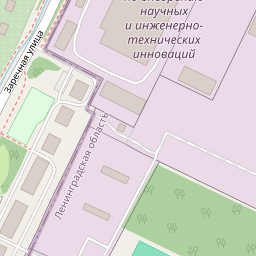 научных
и инженерно-
технических
инноваций
Заречная улица
Ленинградская область